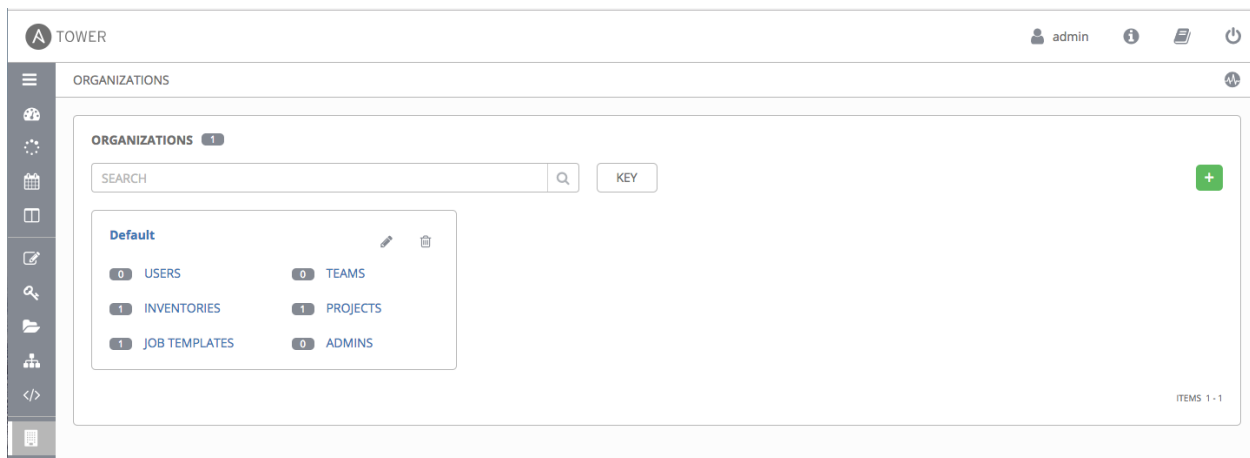 A TOWER
admin
ORGANIZATIONS
ORGANIZATIONS 1
SEARCH
KEY
+
Default
0 USERS
0 TEAMS
1 INVENTORIES
1 PROJECTS
1 JOB TEMPLATES
0 ADMINS
ITEMS 1 - 1